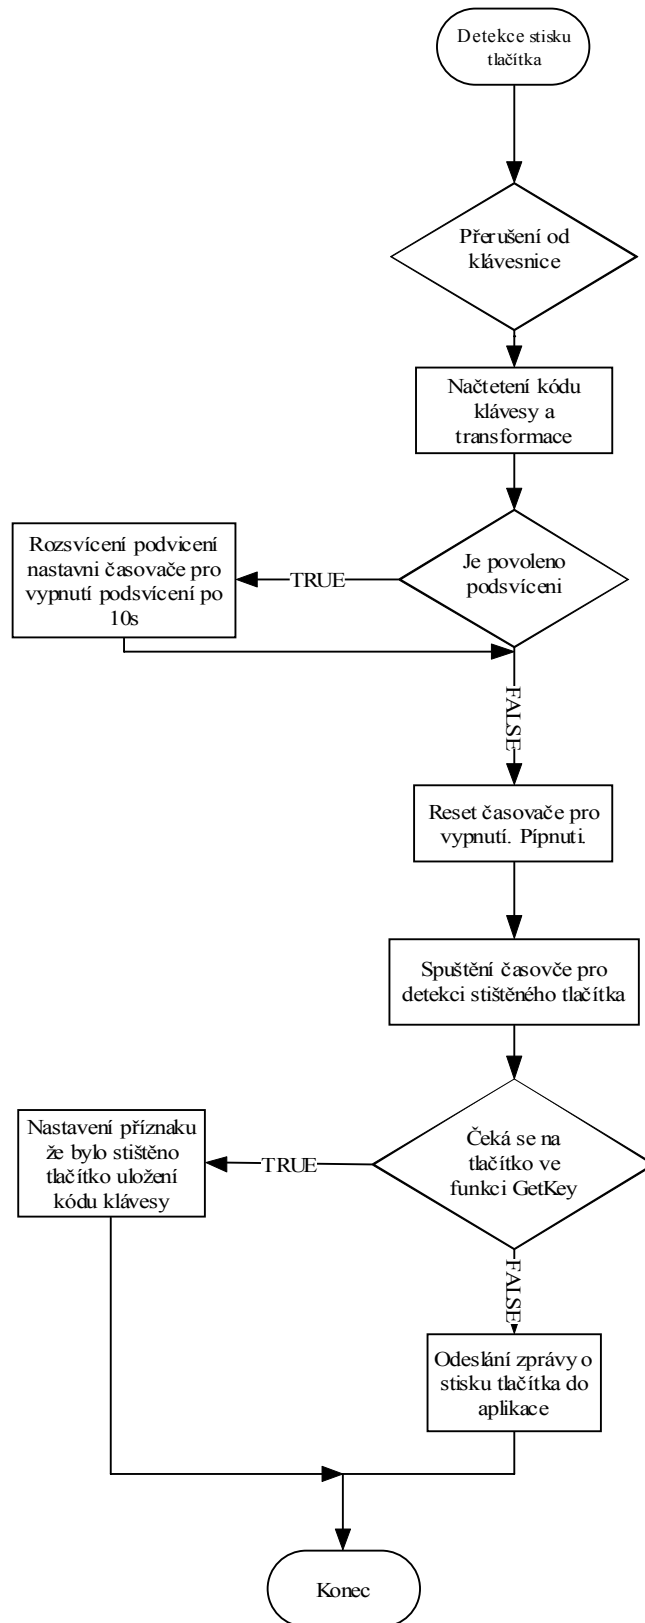 Detekce stisku
tlačítka
Přerušení od
klávesnice
Načtetení kódu
klávesy a
transformace
Je povoleno
podsvíceni
TRUE
Rozsvícení podvicení
nastavni časovače pro
vypnutí podsvícení po
10s
FALSE
Reset časovače pro
vypnutí. Pípnuti.
Spuštění časovče pro
detekci stištěného tlačítka
Čeká se na
tlačítko ve
funkci GetKey
TRUE
Nastavení příznaku
že bylo stištěno
tlačítko uložení
kódu klávesy
FALSE
Odeslání zprávy o
stisku tlačítka do
aplikace
Konec